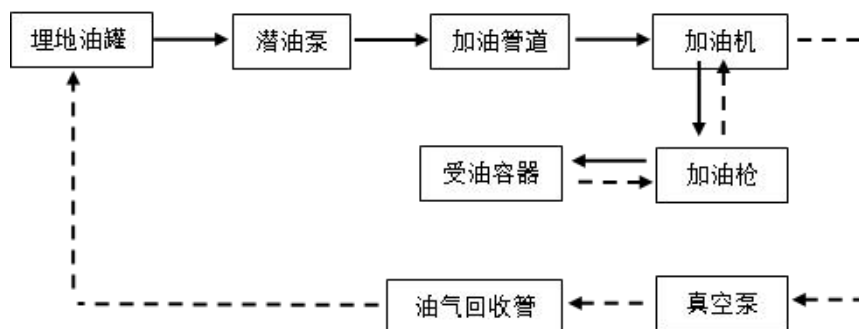 埋地油罐
潜油泵
加油管道
加油机
受油容器
加油枪
油气回收管
真空泵